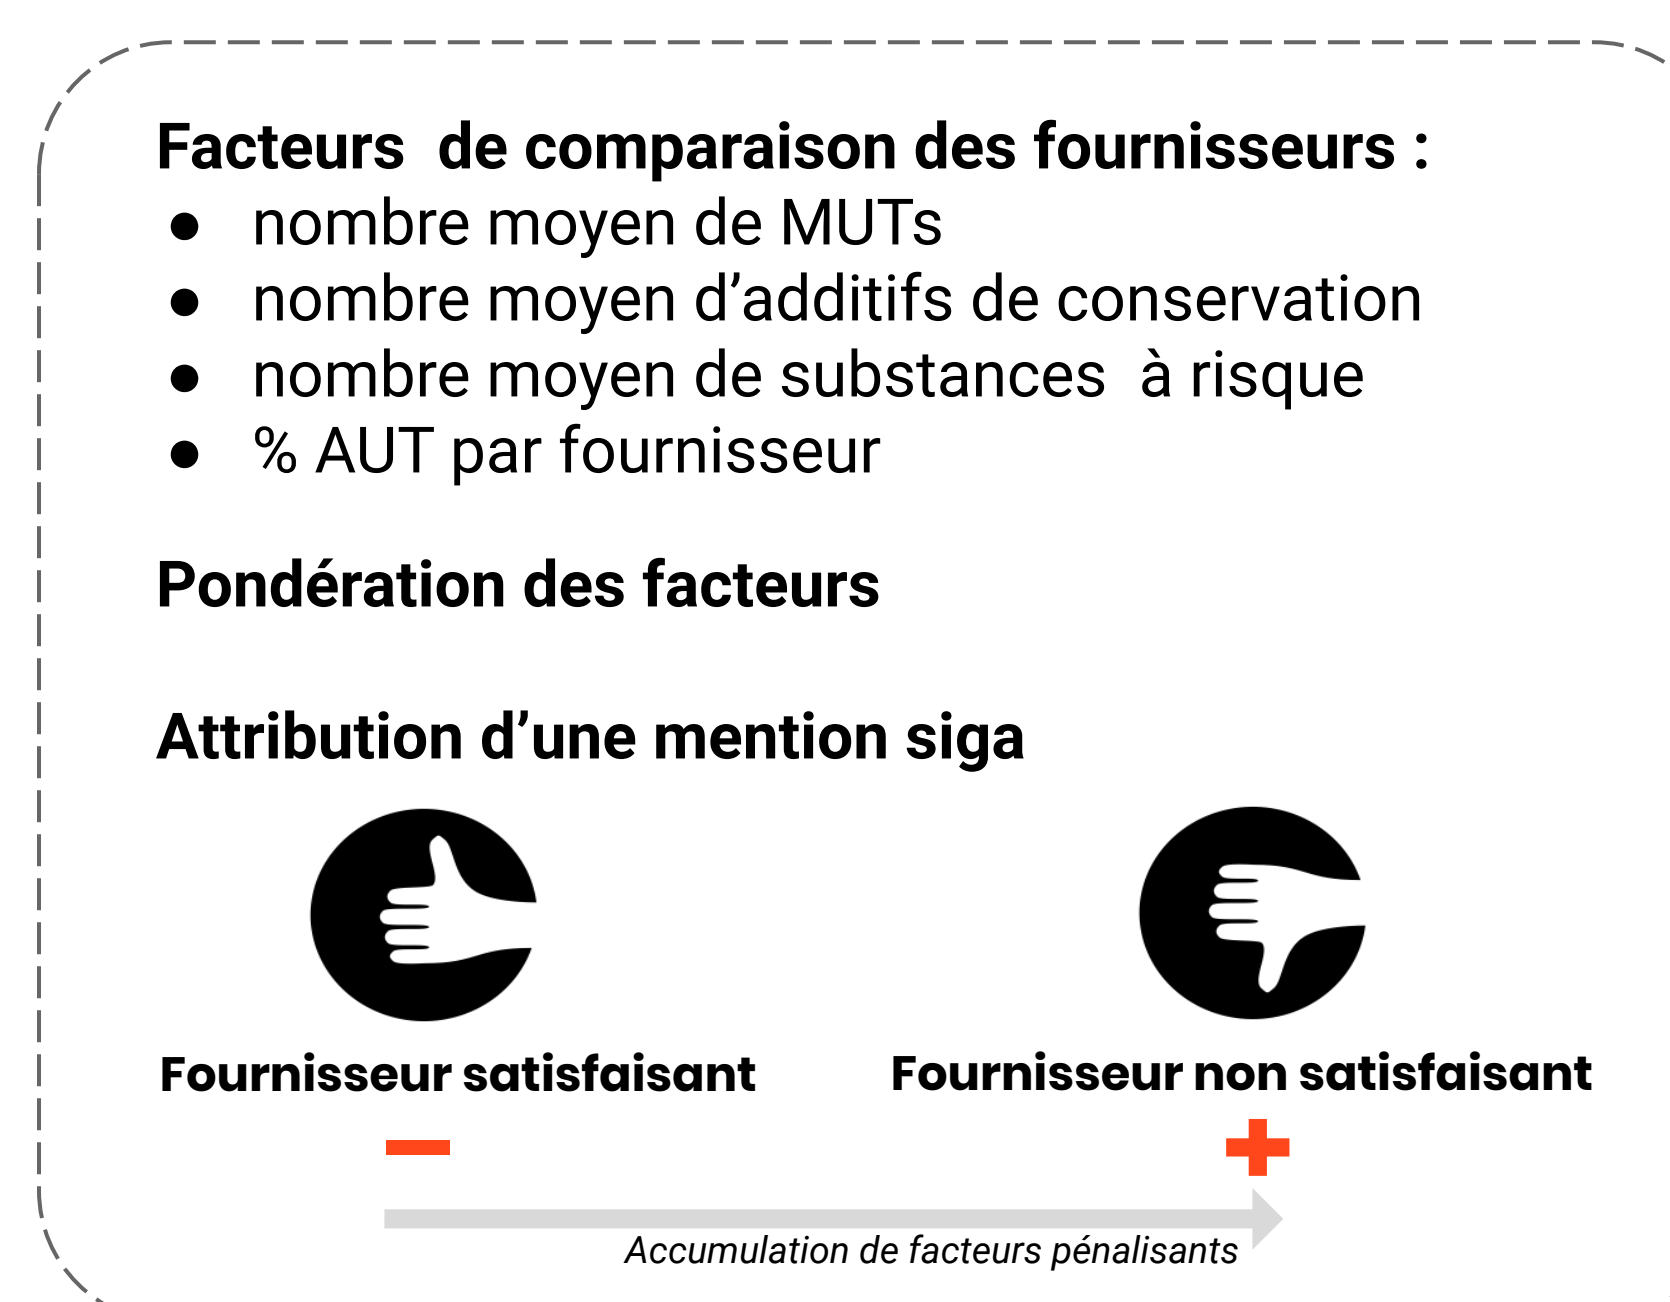 Facteurs  de comparaison des fournisseurs :
● nombre moyen de MUTs
● nombre moyen d’additifs de conservation
● nombre moyen de substances  à risque
● % AUT par fournisseur
Pondération des facteurs
Attribution d’une mention siga
Fournisseur satisfaisant
Fournisseur non satisfaisant
Accumulation de facteurs pénalisants